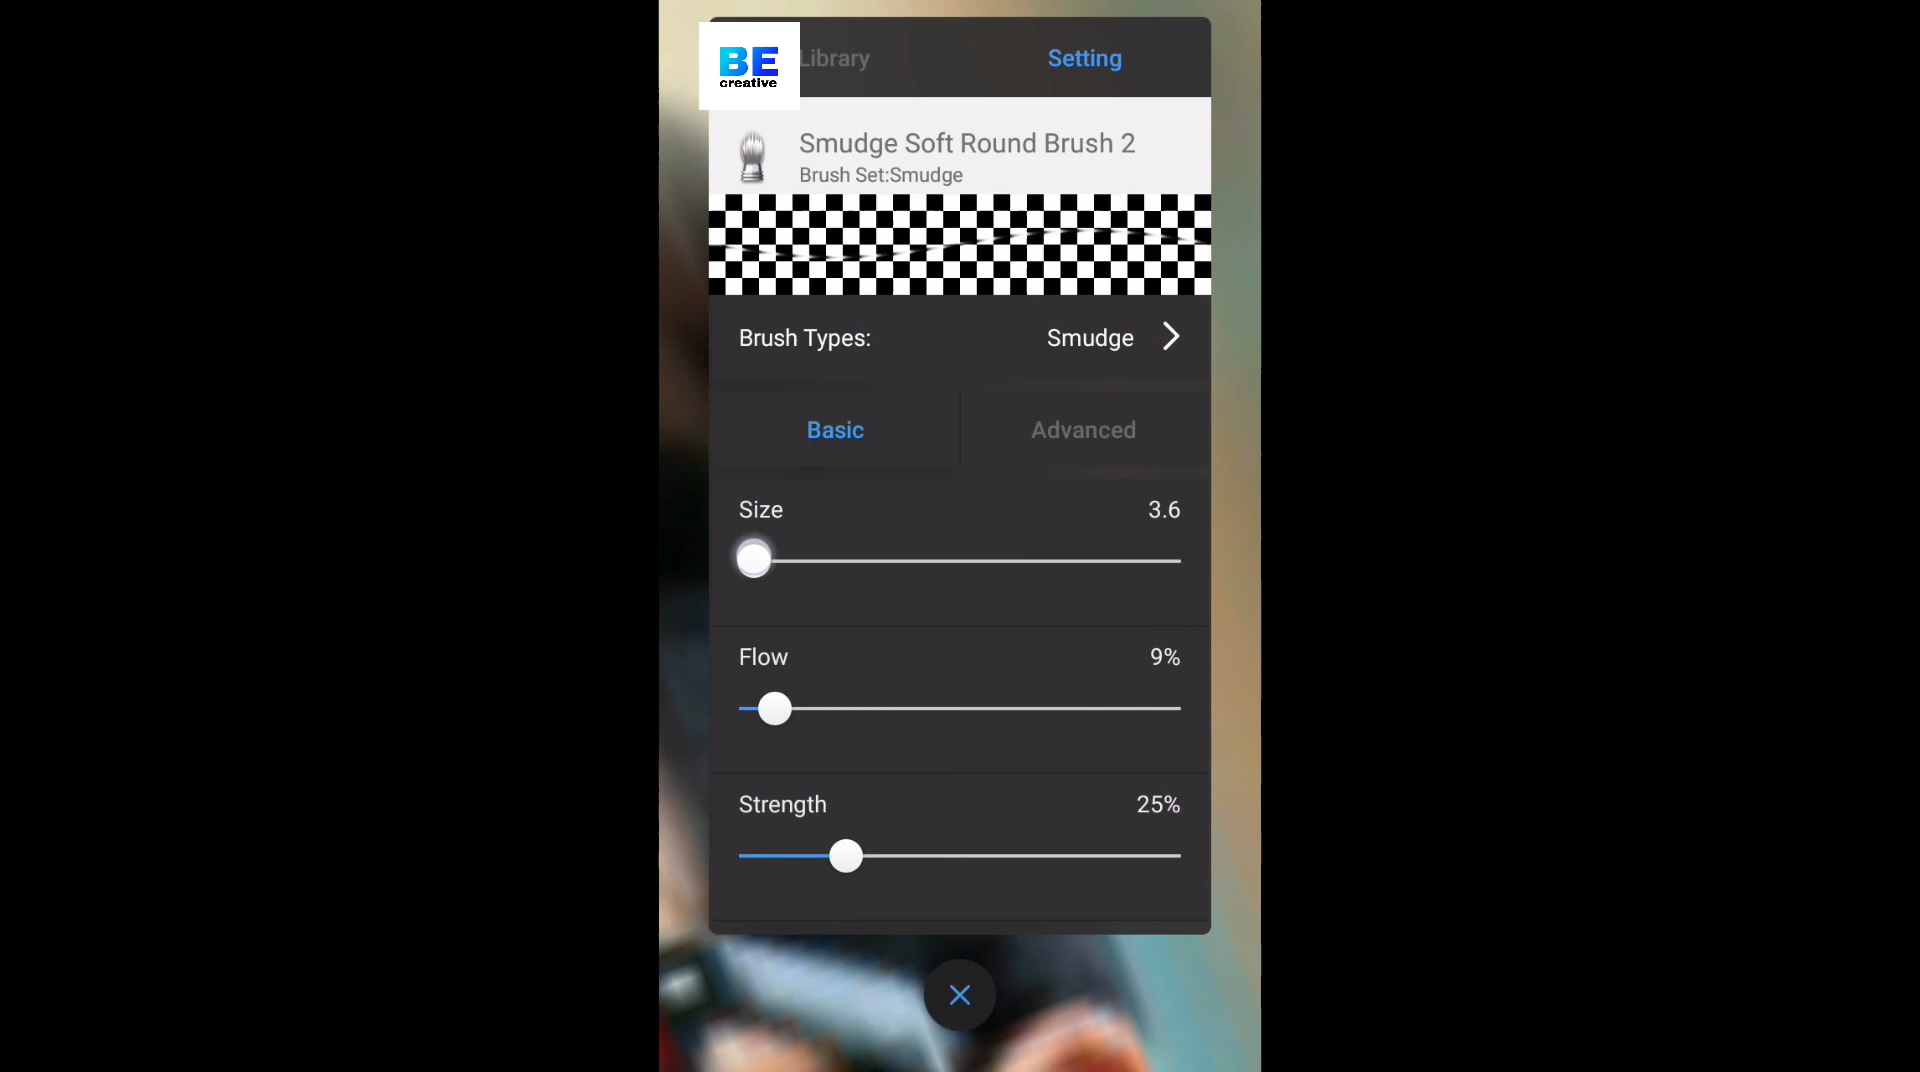 BE
creative
Library
Setting
Smudge Soft Round Brush 2
Brush Set:Smudge
Brush Types:
Smudge
Basic
Advanced
Size
3.6
Flow
9%
Strength
25%